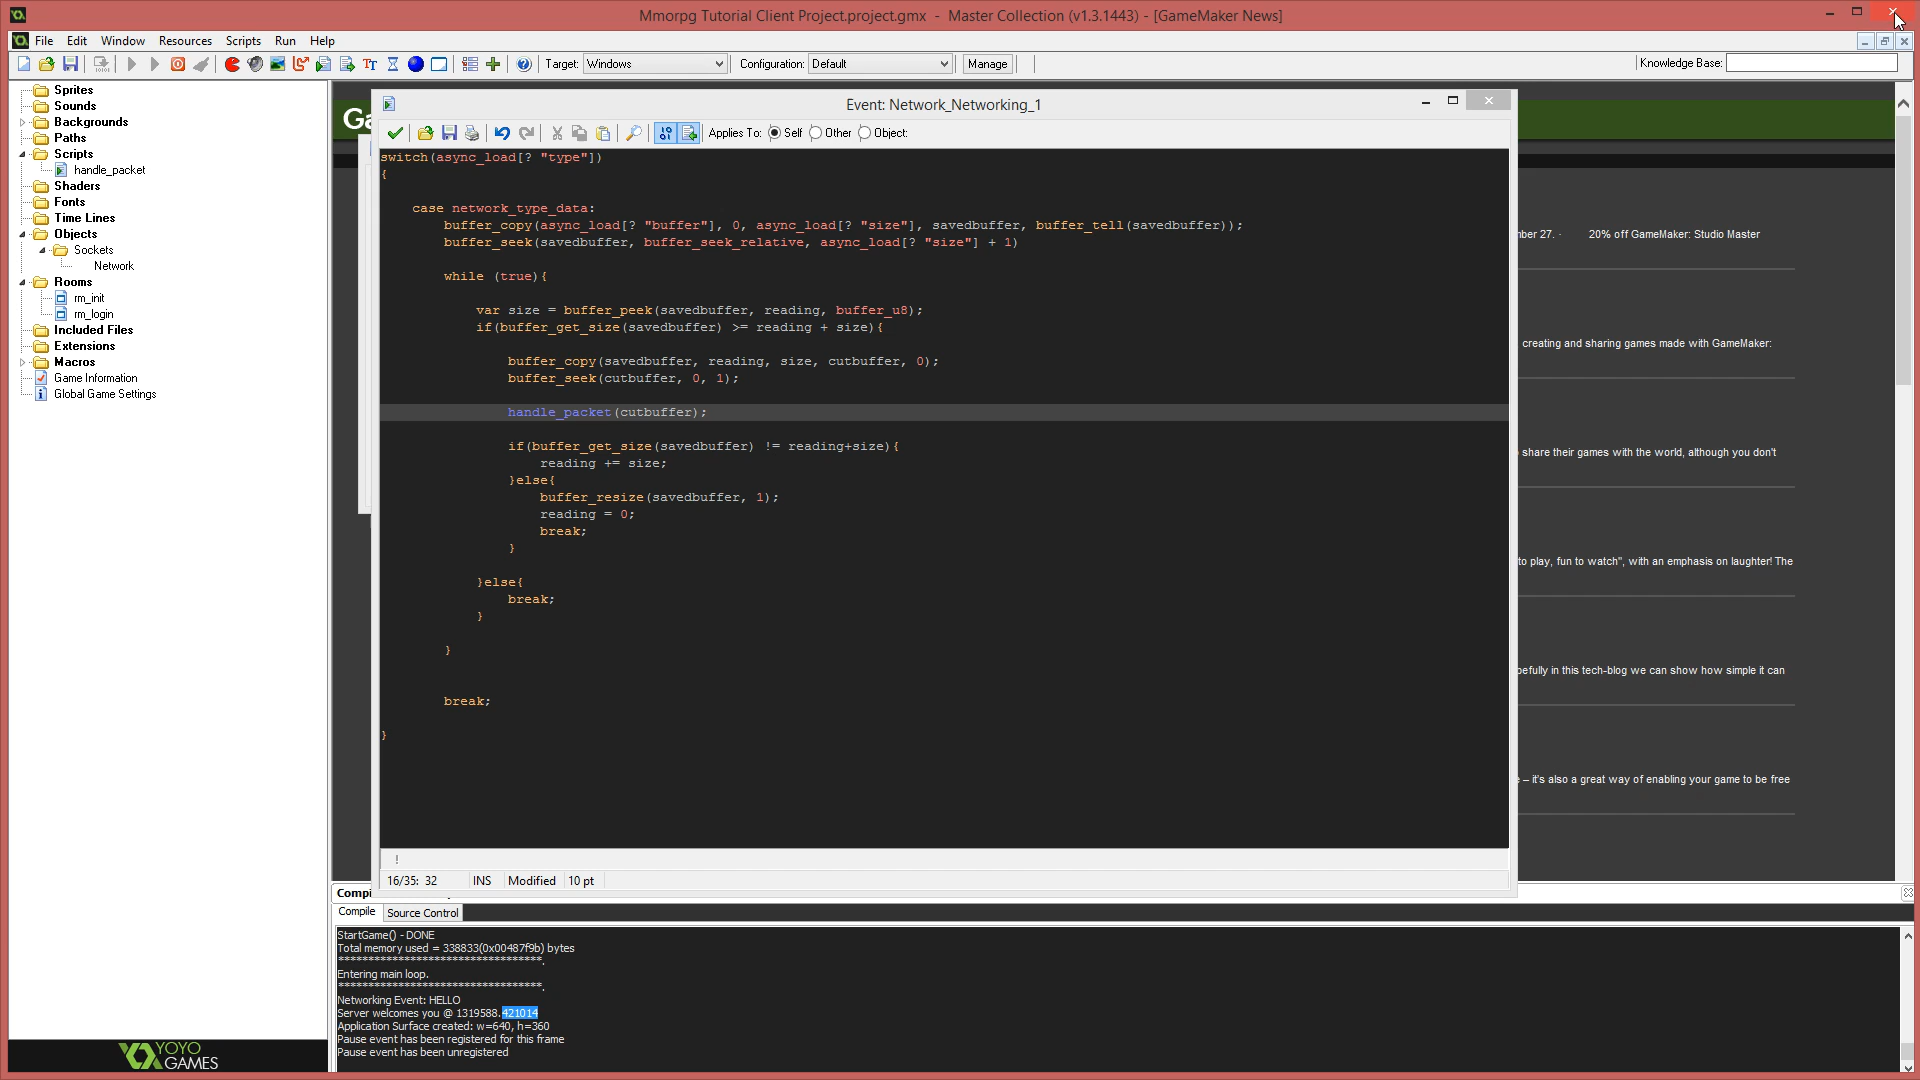 Mmorpg Tutorial Client Project.project.gmx - Master Collection (v1.3.1443) - [GameMaker News]
File Edit Window Resources Scripts Run Help
Target: Windows Configuration: Default Manage Knowledge Base:
Sprites
Sounds
Backgrounds
Paths
Scripts
handle_packet
Shaders
Fonts
Time Lines
Objects
Sockets
Network
Rooms
rm_init
rm_login
Included Files
Extensions
Macros
Game Information
Global Game Settings
YOYO
GAMES
Event: Network_Networking_1
Applies To: Self Other Object:
switch(async_load[? "type"])
{
case network_type_data:
buffer_copy(async_load[? "buffer"], 0, async_load[? "size"], savedbuffer, buffer_tell(savedbuffer));
buffer_seek(savedbuffer, buffer_seek_relative, async_load[? "size"] + 1)
while (true){
var size = buffer_peek(savedbuffer, reading, buffer_u8);
if(buffer_get_size(savedbuffer) >= reading + size){
buffer_copy(savedbuffer, reading, size, cutbuffer, 0);
buffer_seek(cutbuffer, 0, 1);
handle_packet(cutbuffer);
if(buffer_get_size(savedbuffer) != reading+size){
reading += size;
}else{
buffer_resize(savedbuffer, 1);
reading = 0;
break;
}
}else{
break;
}
}
break;
}
!
16/35: 32 INS Modified 10 pt
Ga
ber 27. · 20% off GameMaker: Studio Master
creating and sharing games made with GameMaker:
share their games with the world, although you don't
to play, fun to watch", with an emphasis on laughter! The
pefully in this tech-blog we can show how simple it can
– it's also a great way of enabling your game to be free
Compi
Compile Source Control
StartGame() - DONE
Total memory used = 338833(0x00487f9b) bytes
**********************************.
Entering main loop.
**********************************.
Networking Event: HELLO
Server welcomes you @ 1319588.421014
Application Surface created: w=640, h=360
Pause event has been registered for this frame
Pause event has been unregistered